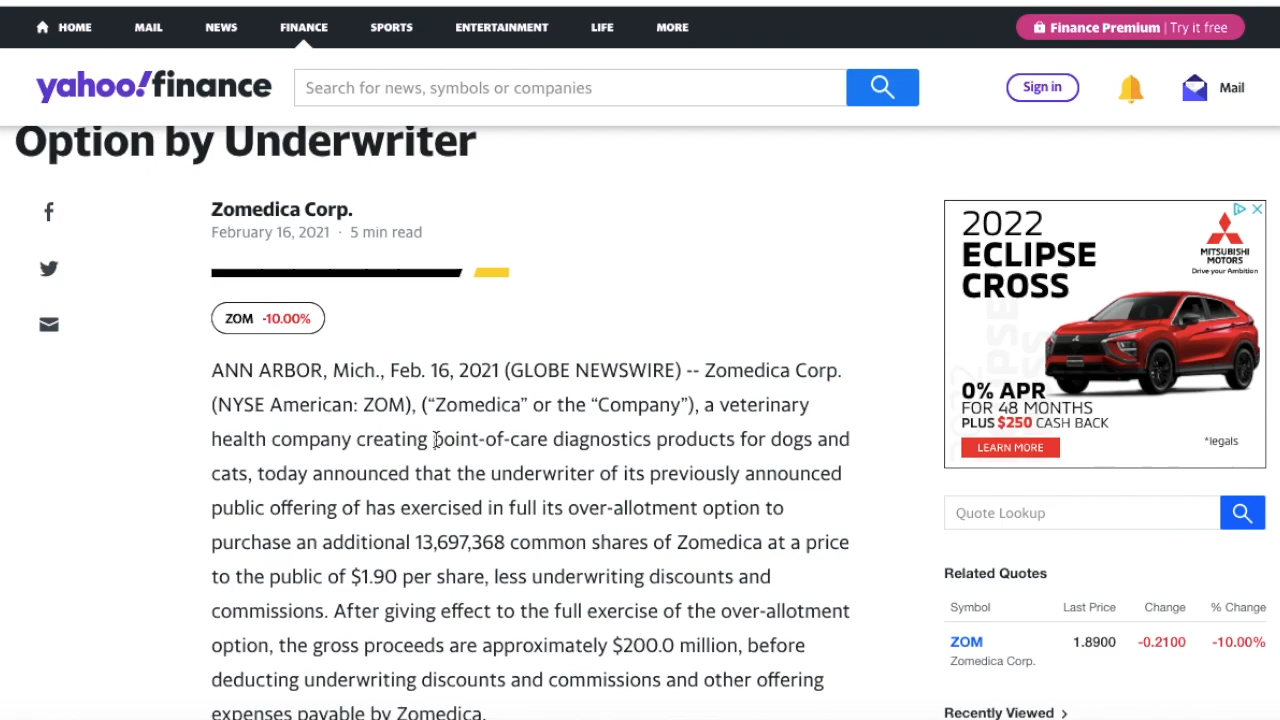 HOME MAIL NEWS FINANCE SPORTS ENTERTAINMENT LIFE MORE Finance Premium | Try it free
yahoo!finance Search for news, symbols or companies Sign in Mail
Option by Underwriter
Zomedica Corp.
February 16, 2021 · 5 min read
ZOM -10.00%
ANN ARBOR, Mich., Feb. 16, 2021 (GLOBE NEWSWIRE) -- Zomedica Corp.
(NYSE American: ZOM), (“Zomedica” or the “Company”), a veterinary
health company creating point-of-care diagnostics products for dogs and
cats, today announced that the underwriter of its previously announced
public offering of has exercised in full its over-allotment option to
purchase an additional 13,697,368 common shares of Zomedica at a price
to the public of $1.90 per share, less underwriting discounts and
commissions. After giving effect to the full exercise of the over-allotment
option, the gross proceeds are approximately $200.0 million, before
deducting underwriting discounts and commissions and other offering
expenses payable by Zomedica.
2022
ECLIPSE
CROSS
MITSUBISHI
MOTORS
Drive your Ambition
0% APR
FOR 48 MONTHS
PLUS $250 CASH BACK
LEARN MORE
*legals
Quote Lookup
Related Quotes
Symbol Last Price Change % Change
ZOM 1.8900 -0.2100 -10.00%
Zomedica Corp.
Recently Viewed >